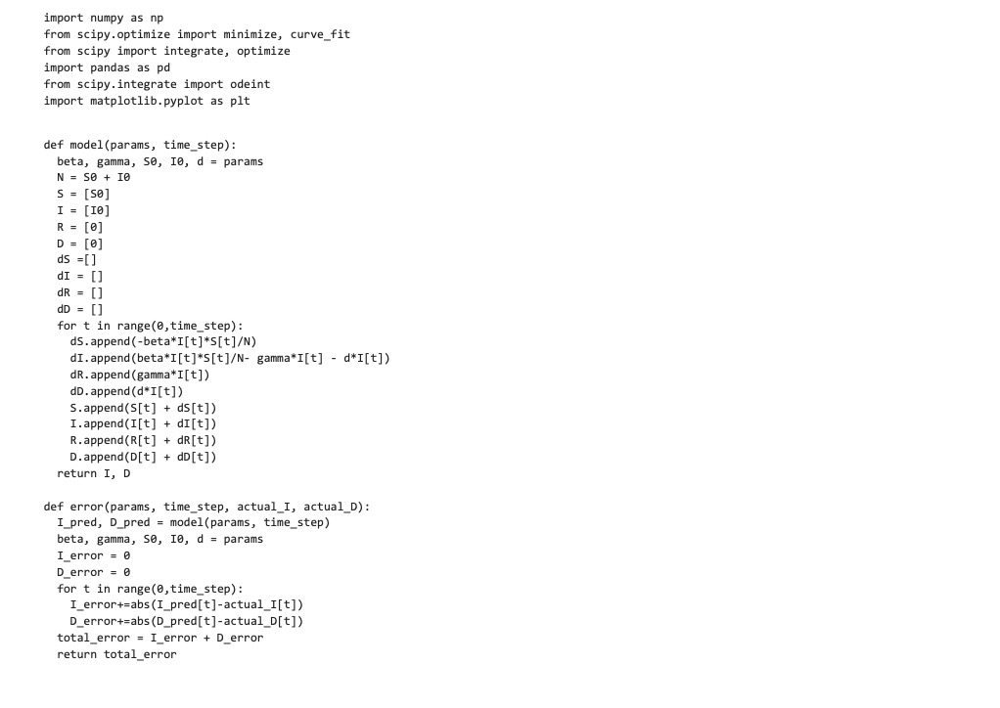 import numpy as np
from scipy.optimize import minimize, curve_fit
from scipy import integrate, optimize
import pandas as pd
from scipy.integrate import odeint
import matplotlib.pyplot as plt
def model(params, time_step):
  beta, gamma, S0, I0, d = params
  N = S0 + I0
  S = [S0]
  I = [I0]
  R = [0]
  D = [0]
  dS =[]
  dI = []
  dR = []
  dD = []
  for t in range(0,time_step):
    dS.append(-beta*I[t]*S[t]/N)
    dI.append(beta*I[t]*S[t]/N- gamma*I[t] - d*I[t])
    dR.append(gamma*I[t])
    dD.append(d*I[t])
    S.append(S[t] + dS[t])
    I.append(I[t] + dI[t])
    R.append(R[t] + dR[t])
    D.append(D[t] + dD[t])
  return I, D
def error(params, time_step, actual_I, actual_D):
  I_pred, D_pred = model(params, time_step)
  beta, gamma, S0, I0, d = params
  I_error = 0
  D_error = 0
  for t in range(0,time_step):
    I_error+=abs(I_pred[t]-actual_I[t])
    D_error+=abs(D_pred[t]-actual_D[t])
  total_error = I_error + D_error
  return total_error